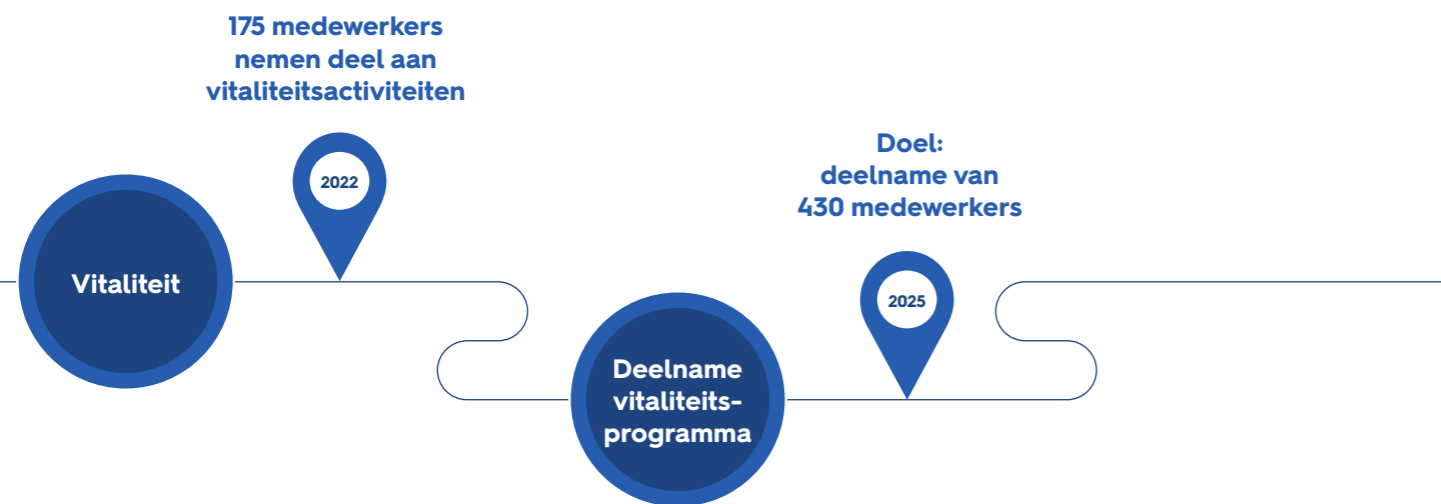 175 medewerkers
nemen deel aan
vitaliteitsactiviteiten
2022
Vitaliteit
Doel:
deelname van
430 medewerkers
2025
Deelname
vitaliteits-
programma